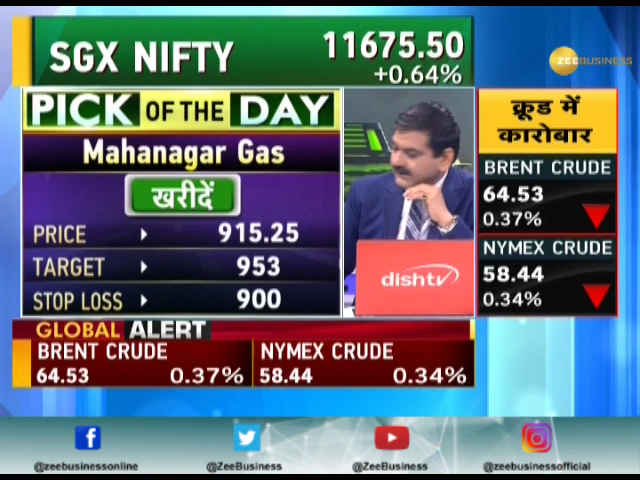 SGX NIFTY
11675.50
+0.64%
ZEEBUSINESS
PICK OF THE DAY
Mahanagar Gas
खरीदें
PRICE 915.25
TARGET 953
STOP LOSS 900
dishtv
क्रूड में
कारोबार
BRENT CRUDE
64.53
0.37%
NYMEX CRUDE
58.44
0.34%
GLOBAL ALERT
BRENT CRUDE
64.53 0.37%
NYMEX CRUDE
58.44 0.34%
@zeebusinessonline
@ZeeBusiness
@ZeeBusiness
@zeebusinessofficial